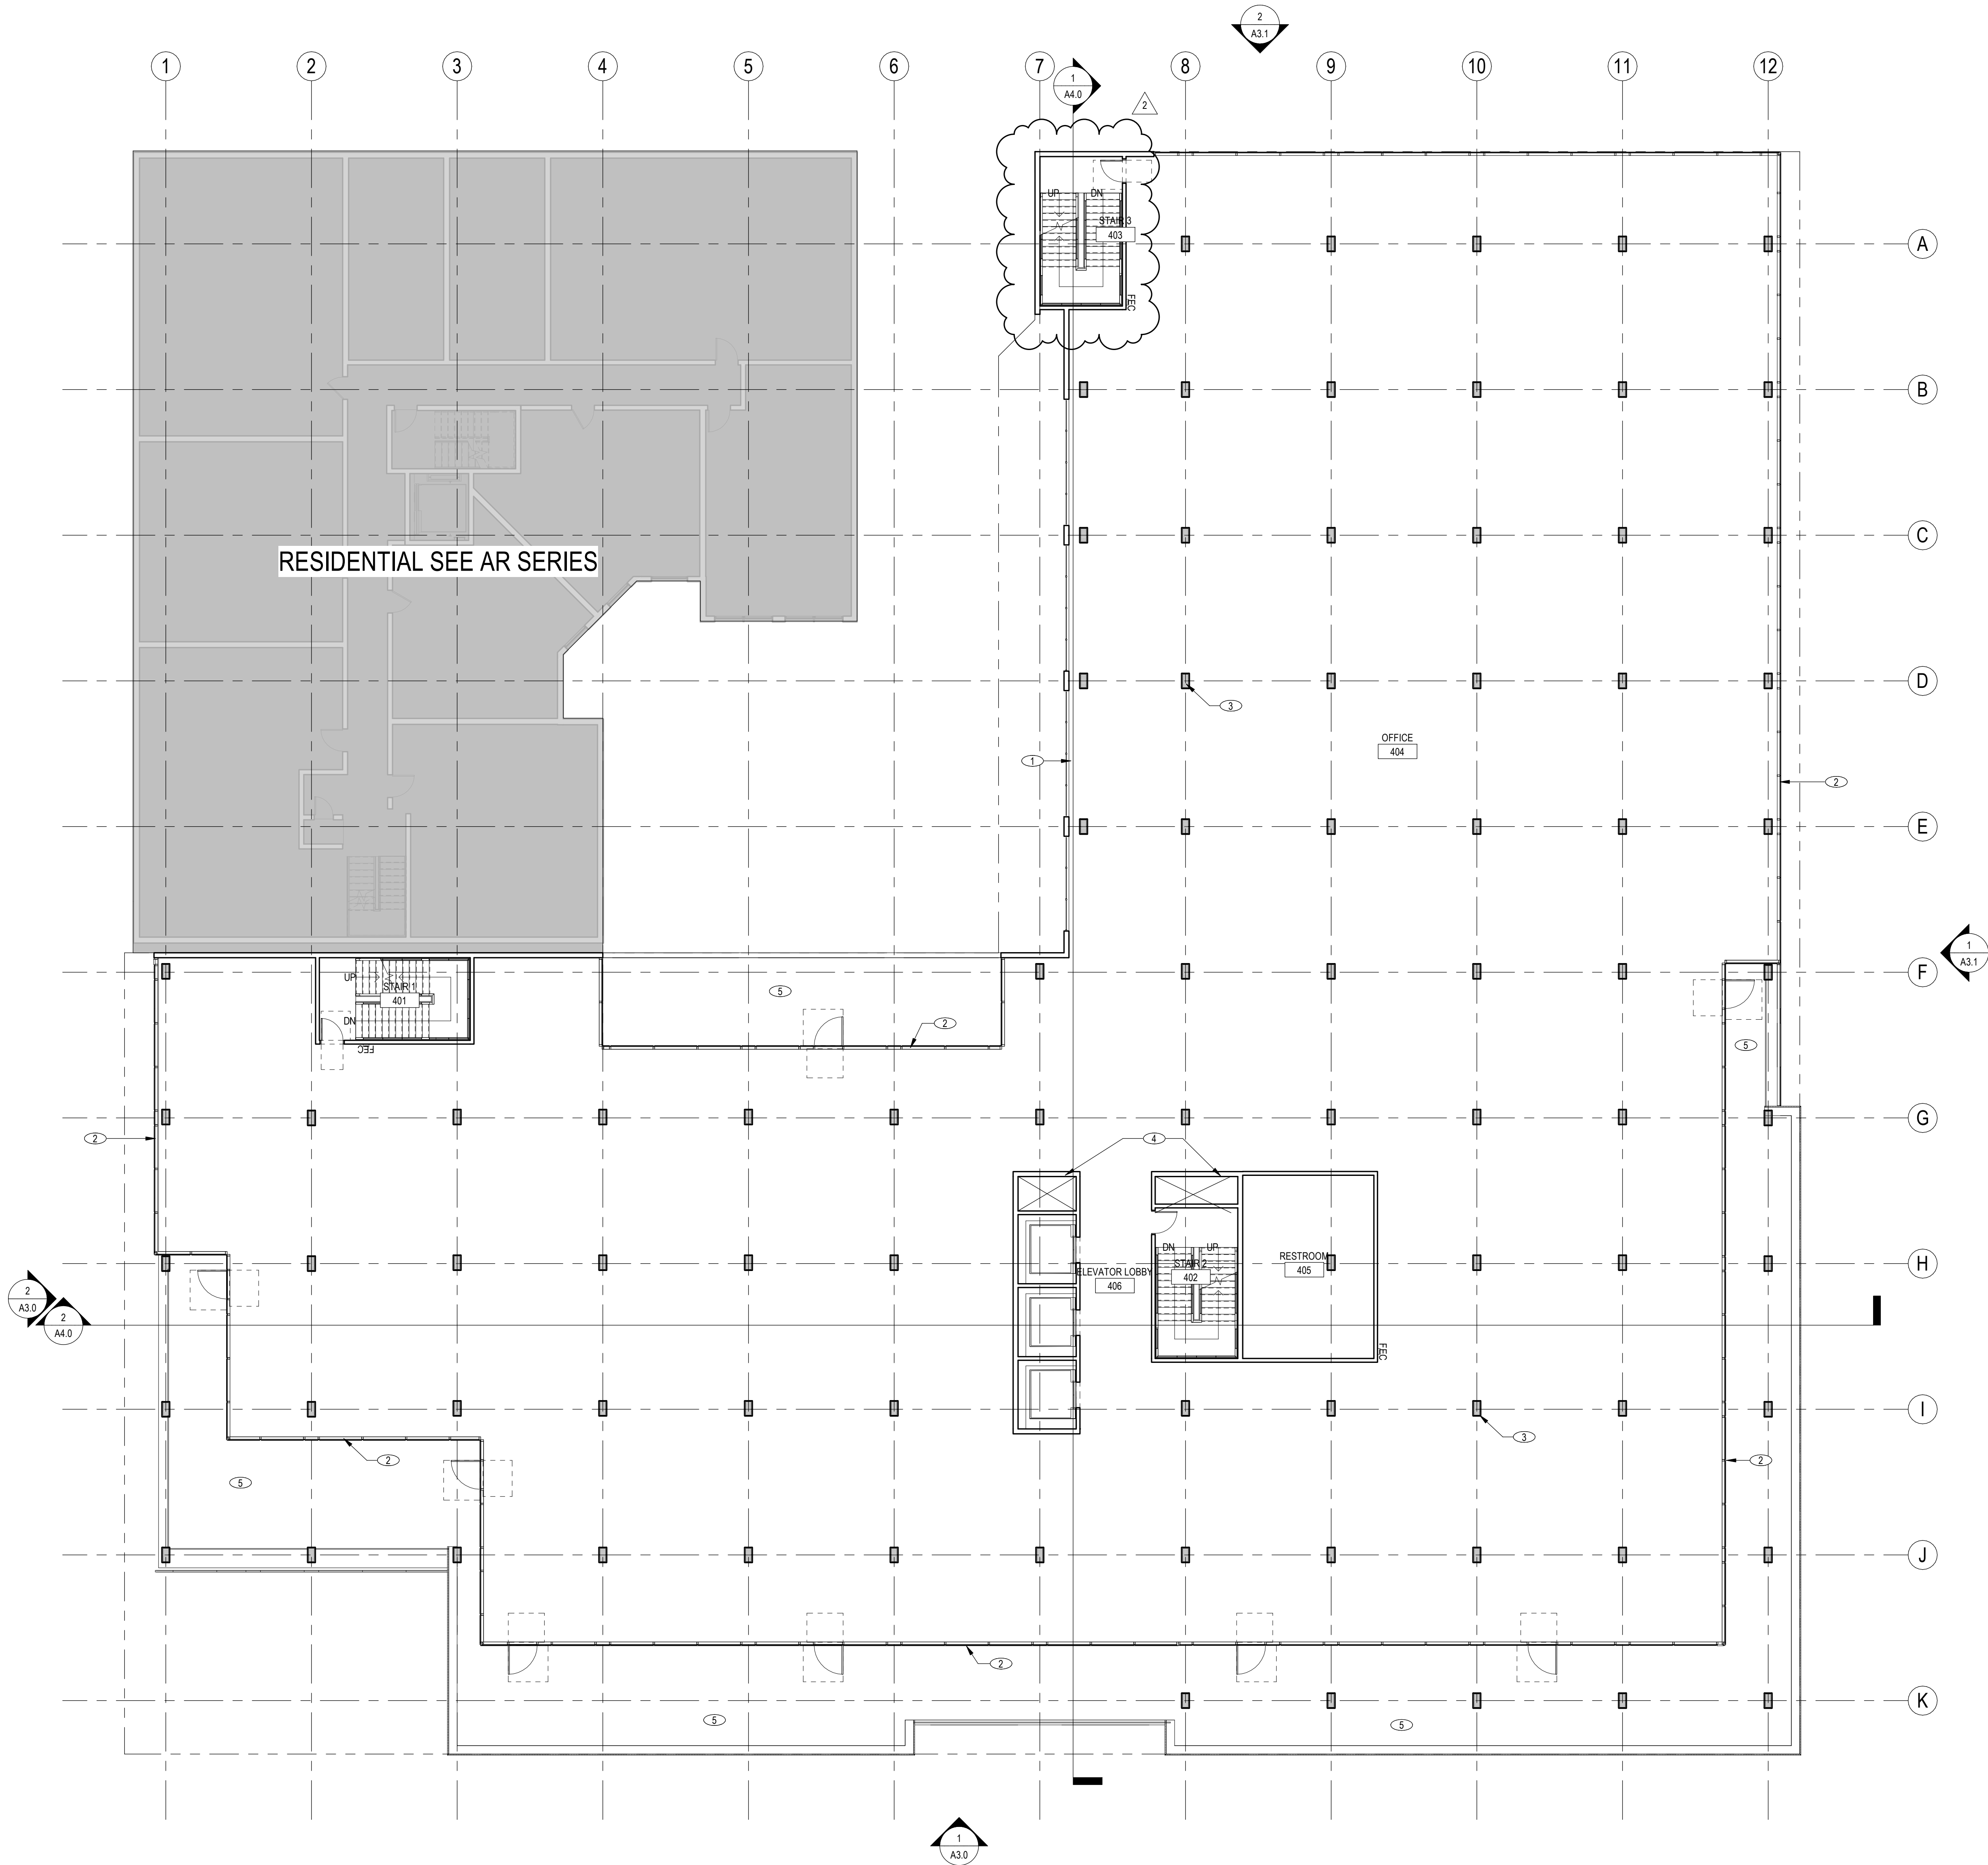 2
A3.1
1
2
3
4
5
6
7
8
9
10
11
12
1
A4.0
2
UP
DN
STAIR 3
403
A
FEC
B
C
RESIDENTIAL SEE AR SERIES
D
3
OFFICE
404
1
2
E
1
A3.1
F
UP
STAIR 1
401
DN
FEC
5
2
5
G
2
4
DN
UP
STAIR 2
402
RESTROOM
405
ELEVATOR LOBBY
406
H
2
A3.0
2
A4.0
FEC
I
3
2
2
5
J
2
K
5
5
1
A3.0